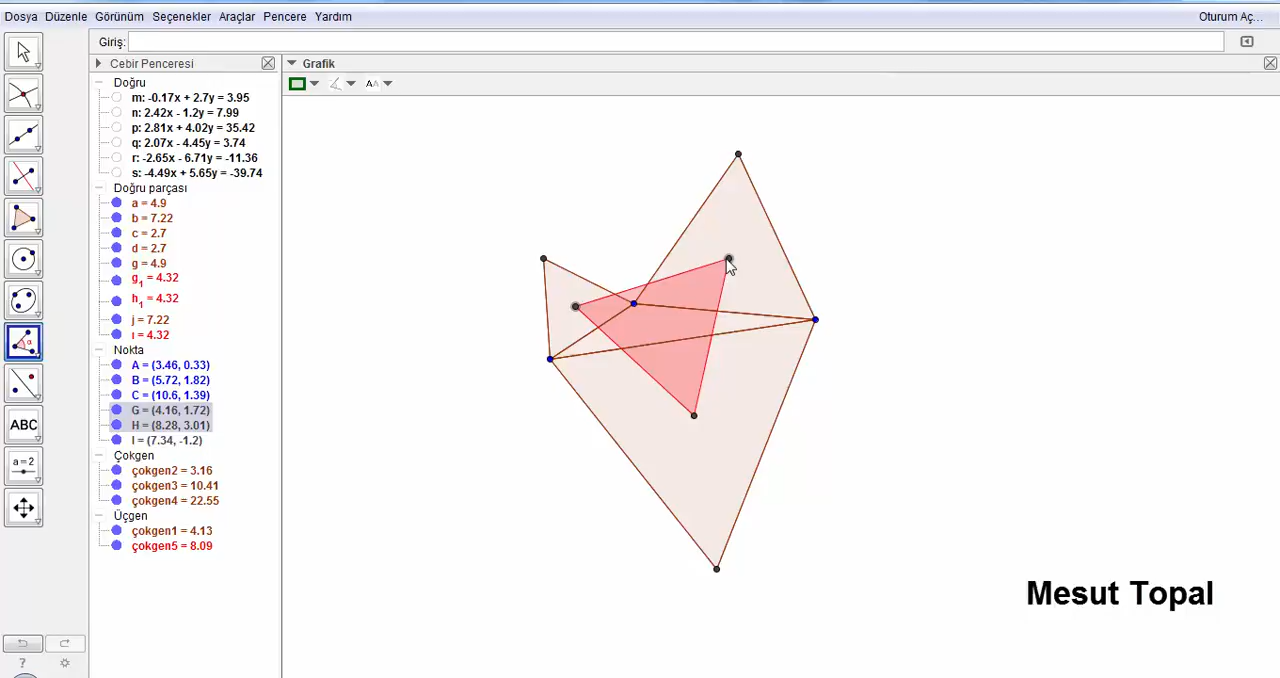 Dosya Düzenle Görünüm Seçenekler Araçlar Pencere Yardım Oturum Aç...
Giriş:
Cebir Penceresi
Grafik
AA
Doğru
m: -0.17x + 2.7y = 3.95
n: 2.42x - 1.2y = 7.99
p: 2.81x + 4.02y = 35.42
q: 2.07x - 4.45y = 3.74
r: -2.65x - 6.71y = -11.36
s: -4.49x + 5.65y = -39.74
Doğru parçası
a = 4.9
b = 7.22
c = 2.7
d = 2.7
g = 4.9
g1 = 4.32
h1 = 4.32
j = 7.22
ı = 4.32
Nokta
A = (3.46, 0.33)
B = (5.72, 1.82)
C = (10.6, 1.39)
G = (4.16, 1.72)
H = (8.28, 3.01)
I = (7.34, -1.2)
Çokgen
çokgen2 = 3.16
çokgen3 = 10.41
çokgen4 = 22.55
Üçgen
çokgen1 = 4.13
çokgen5 = 8.09
α
ABC
a=2
?
Mesut Topal